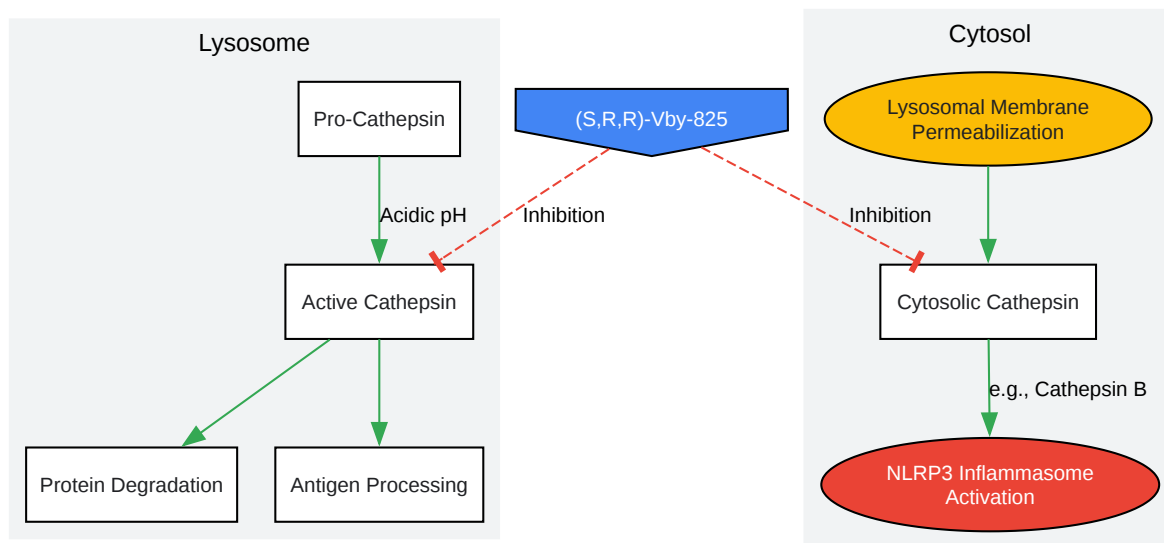 Lysosome
Pro-Cathepsin
Acidic pH
Active Cathepsin
Protein Degradation
Antigen Processing
(S,R,R)-Vby-825
Inhibition
Inhibition
Cytosol
Lysosomal Membrane
Permeabilization
Cytosolic Cathepsin
e.g., Cathepsin B
NLRP3 Inflammasome
Activation